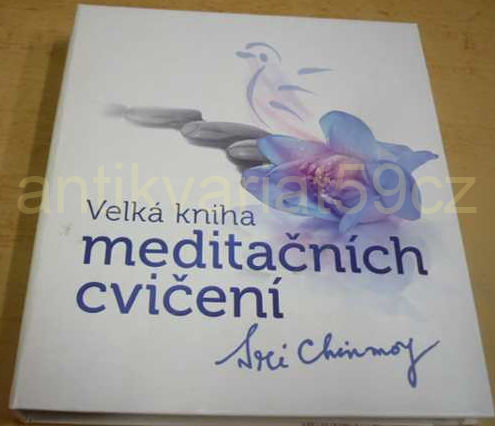 antikvariat59cz
Velká kniha
meditačních
cvičení
Sri Chinmoy